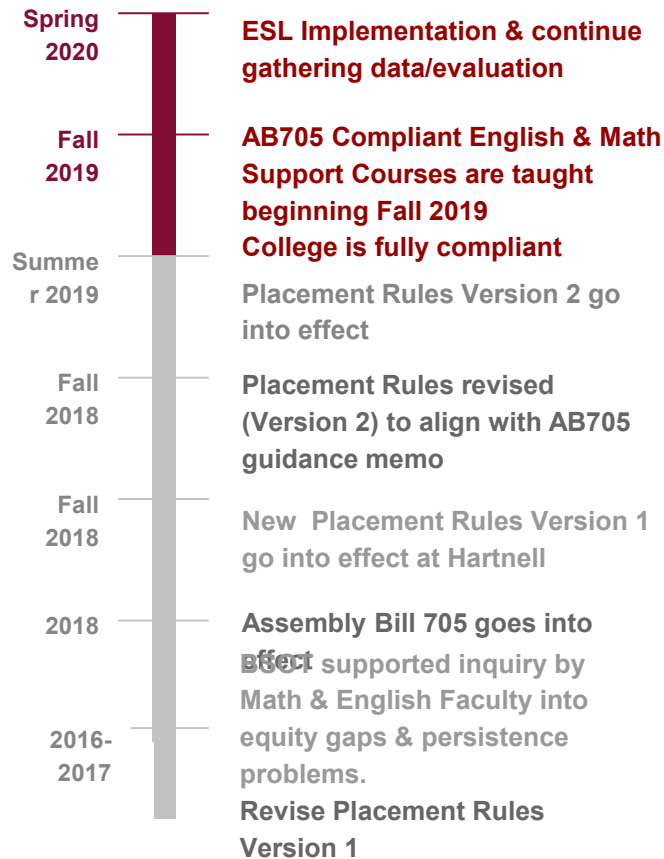 Spring
2020
ESL Implementation & continue
gathering data/evaluation
Fall
2019
AB705 Compliant English & Math
Support Courses are taught
beginning Fall 2019
College is fully compliant
Summe
r 2019
Placement Rules Version 2 go
into effect
Fall
2018
Placement Rules revised
(Version 2) to align with AB705
guidance memo
Fall
2018
New Placement Rules Version 1
go into effect at Hartnell
2018
Assembly Bill 705 goes into
effect
supported inquiry by
Math & English Faculty into
equity gaps & persistence
problems.
2016-
2017
Revise Placement Rules
Version 1